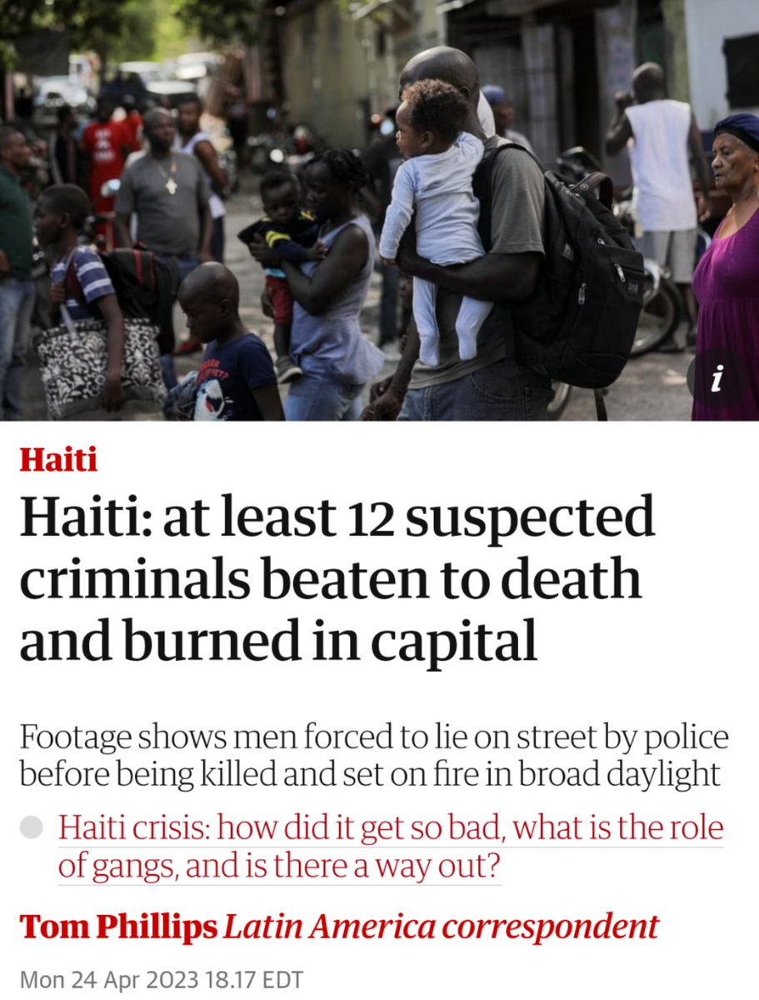 Haiti
Haiti: at least 12 suspected
criminals beaten to death
and burned in capital
Footage shows men forced to lie on street by police
before being killed and set on fire in broad daylight
Haiti crisis: how did it get so bad, what is the role
of gangs, and is there a way out?
Tom Phillips Latin America correspondent
Mon 24 Apr 2023 18.17 EDT